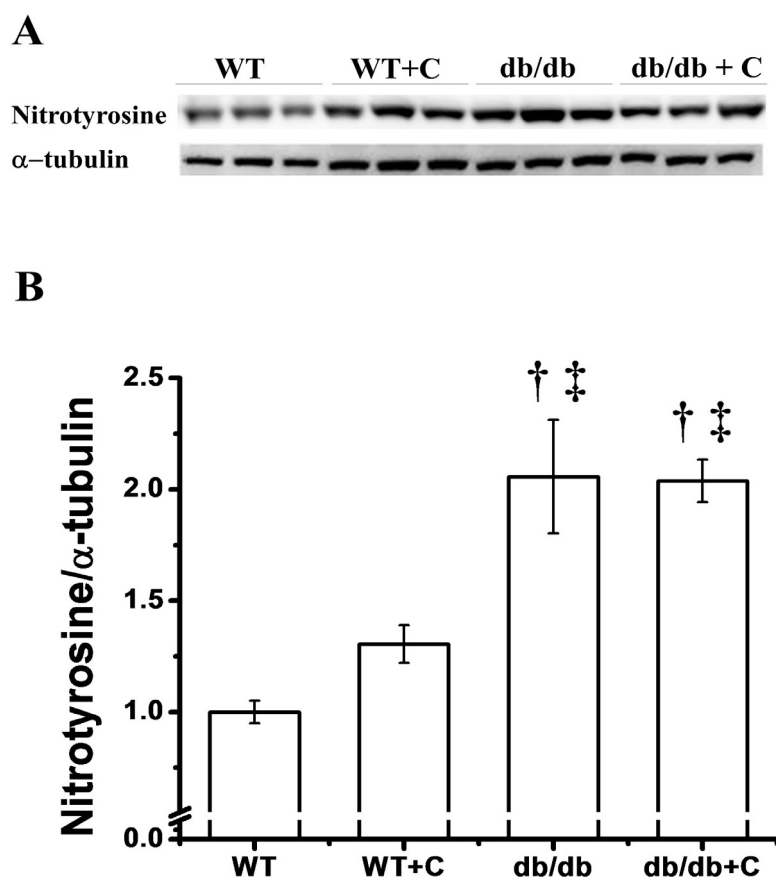 A
WT WT+C db/db db/db + C
Nitrotyrosine
α–tubulin
B
Nitrotyrosine/α-tubulin
2.5
2.0
1.5
1.0
0.0
† ‡
† ‡
WT WT+C db/db db/db+C